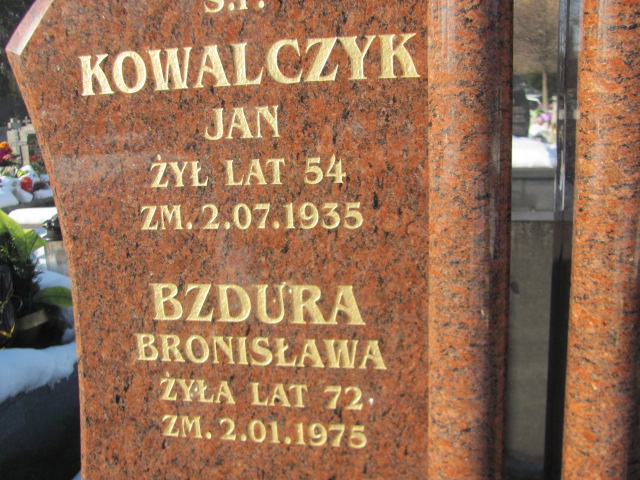 Ś.P.
KOWALCZYK
JAN
ŻYŁ LAT 54
ZM. 2.07.1935
BZDURA
BRONISŁAWA
ŻYŁA LAT 72
ZM. 2.01.1975